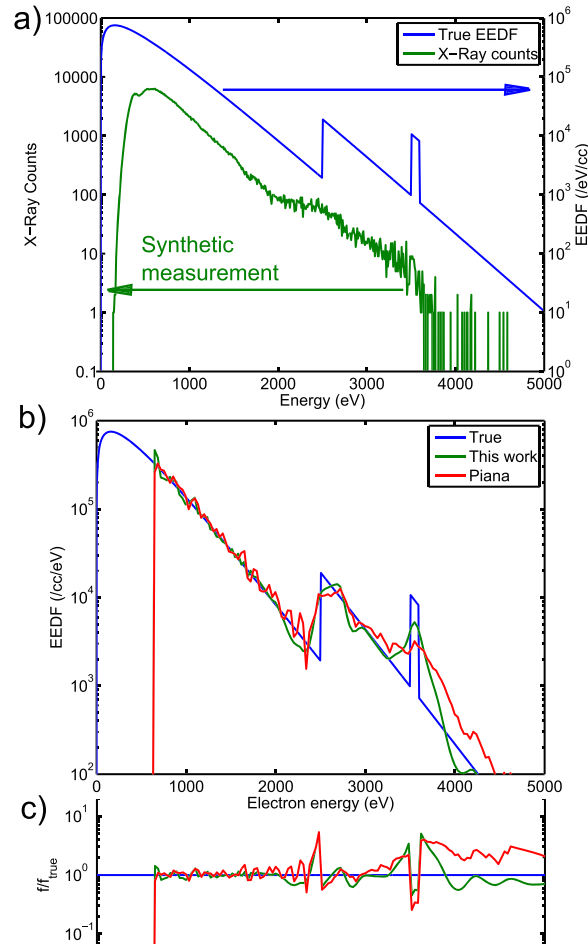 a)
True EEDF
X−Ray counts
100000
10000
1000
100
10
1
0.1
X−Ray Counts
10^6
10^5
10^4
10^3
10^2
10^1
10^0
EEDF (/eV/cc)
Synthetic
measurement
0 1000 2000 3000 4000 5000
Energy (eV)
b)
True
This work
Piana
10^6
10^5
10^4
10^3
10^2
EEDF (/cc/eV)
0 1000 2000 3000 4000 5000
Electron energy (eV)
c)
10^1
10^0
10^−1
f/f_true